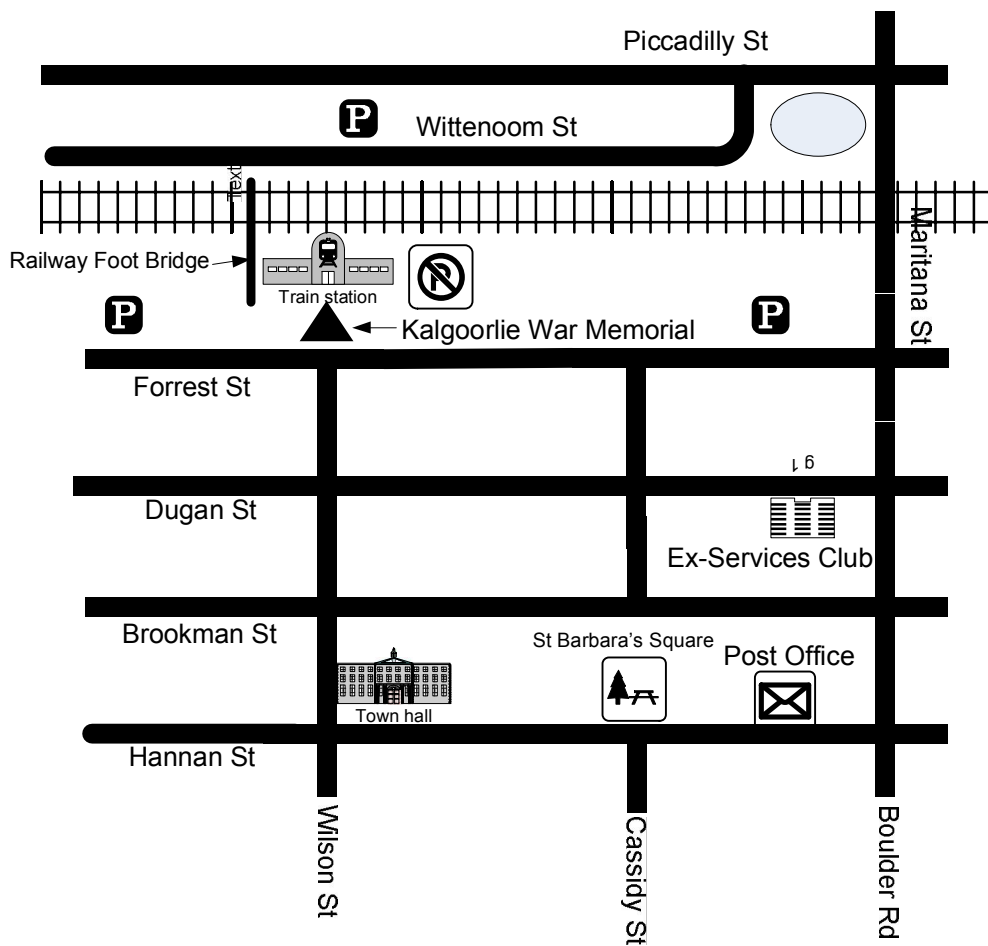 Piccadilly St
P
Wittenoom St
Text
Railway Foot Bridge
Train station
P
P
P
Kalgoorlie War Memorial
Maritana St
Forrest St
g 1
Dugan St
Ex-Services Club
Brookman St
St Barbara's Square
Post Office
Town hall
Hannan St
Wilson St
Cassidy St
Boulder Rd